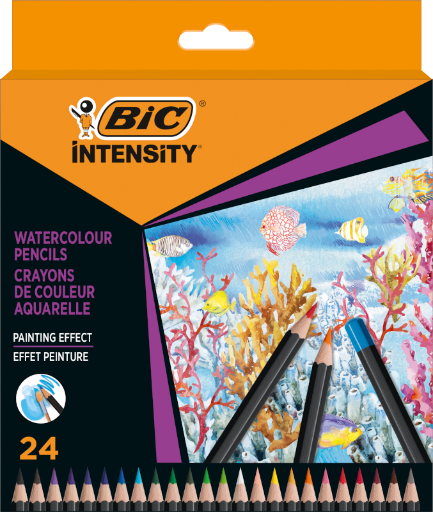 BiC®
iNTENSiTY®
WATERCOLOUR
PENCILS
CRAYONS
DE COULEUR
AQUARELLE
PAINTING EFFECT
EFFET PEINTURE
24